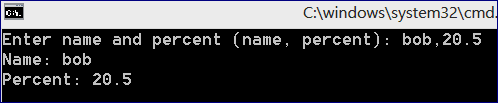 C:\windows\system32\cmd.
Enter name and percent (name, percent): bob,20.5
Name: bob
Percent: 20.5